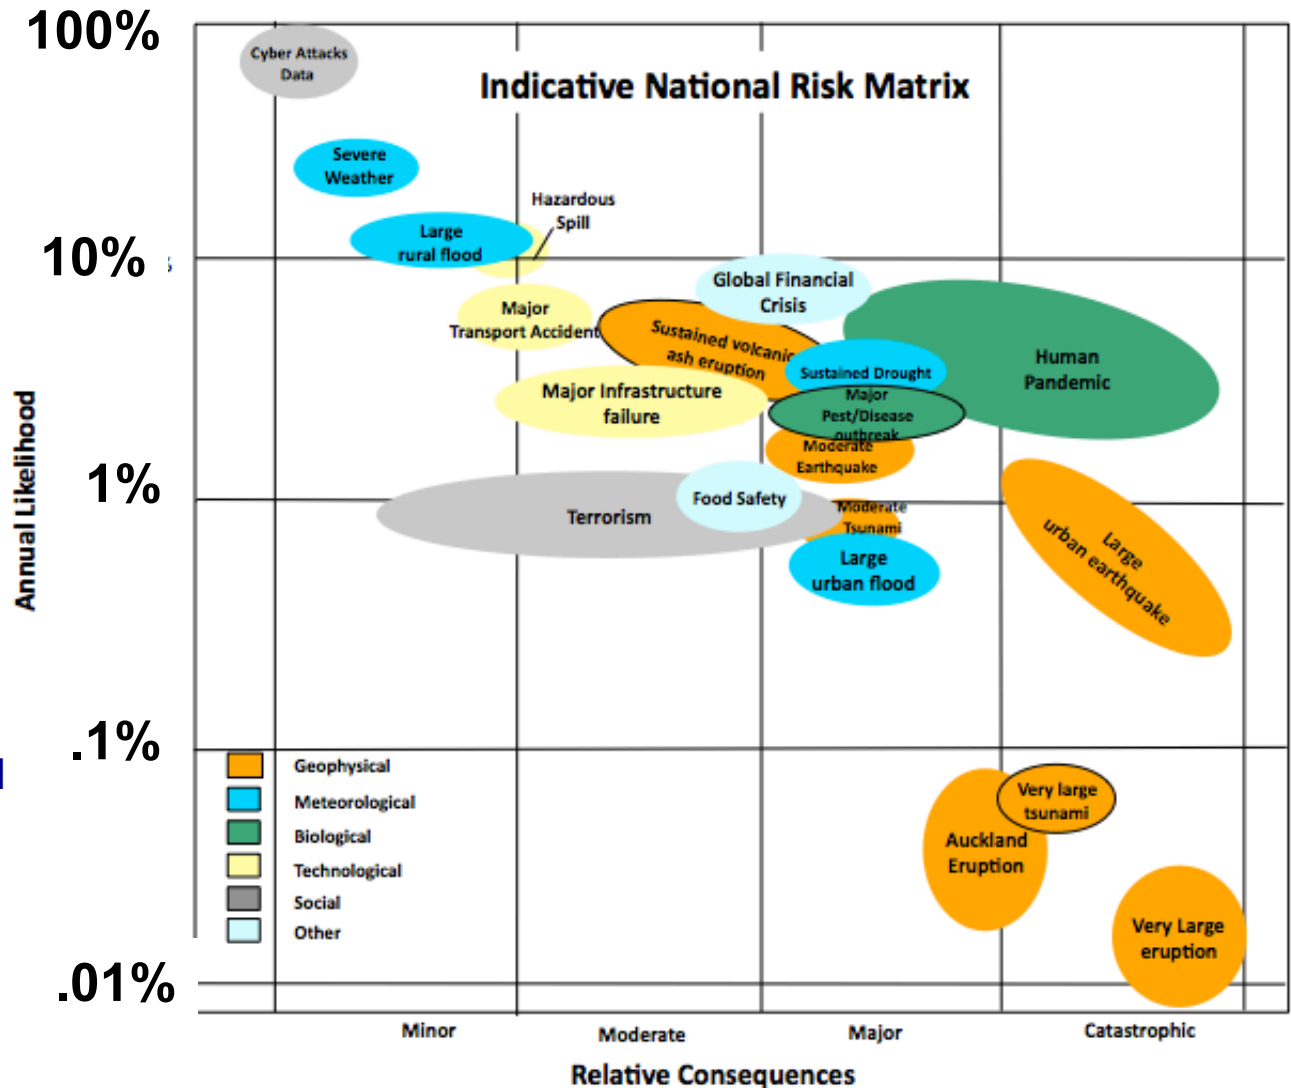 100%
Cyber Attacks
Data
Indicative National Risk Matrix
Severe
Weather
Hazardous
Spill
Large
rural flood
10%
Global Financial
Crisis
Major
Transport Accident
Sustained volcanic
ash eruption
Human
Pandemic
Sustained Drought
Major Infrastructure
failure
Major
Pest/Disease
outbreak
Moderate
Earthquake
1%
Food Safety
Terrorism
Moderate
Tsunami
Large
urban flood
Large
urban earthquake
Annual Likelihood
.1%
Geophysical
Meteorological
Biological
Technological
Social
Other
Very large
tsunami
Auckland
Eruption
Very Large
eruption
.01%
Minor
Moderate
Major
Catastrophic
Relative Consequences